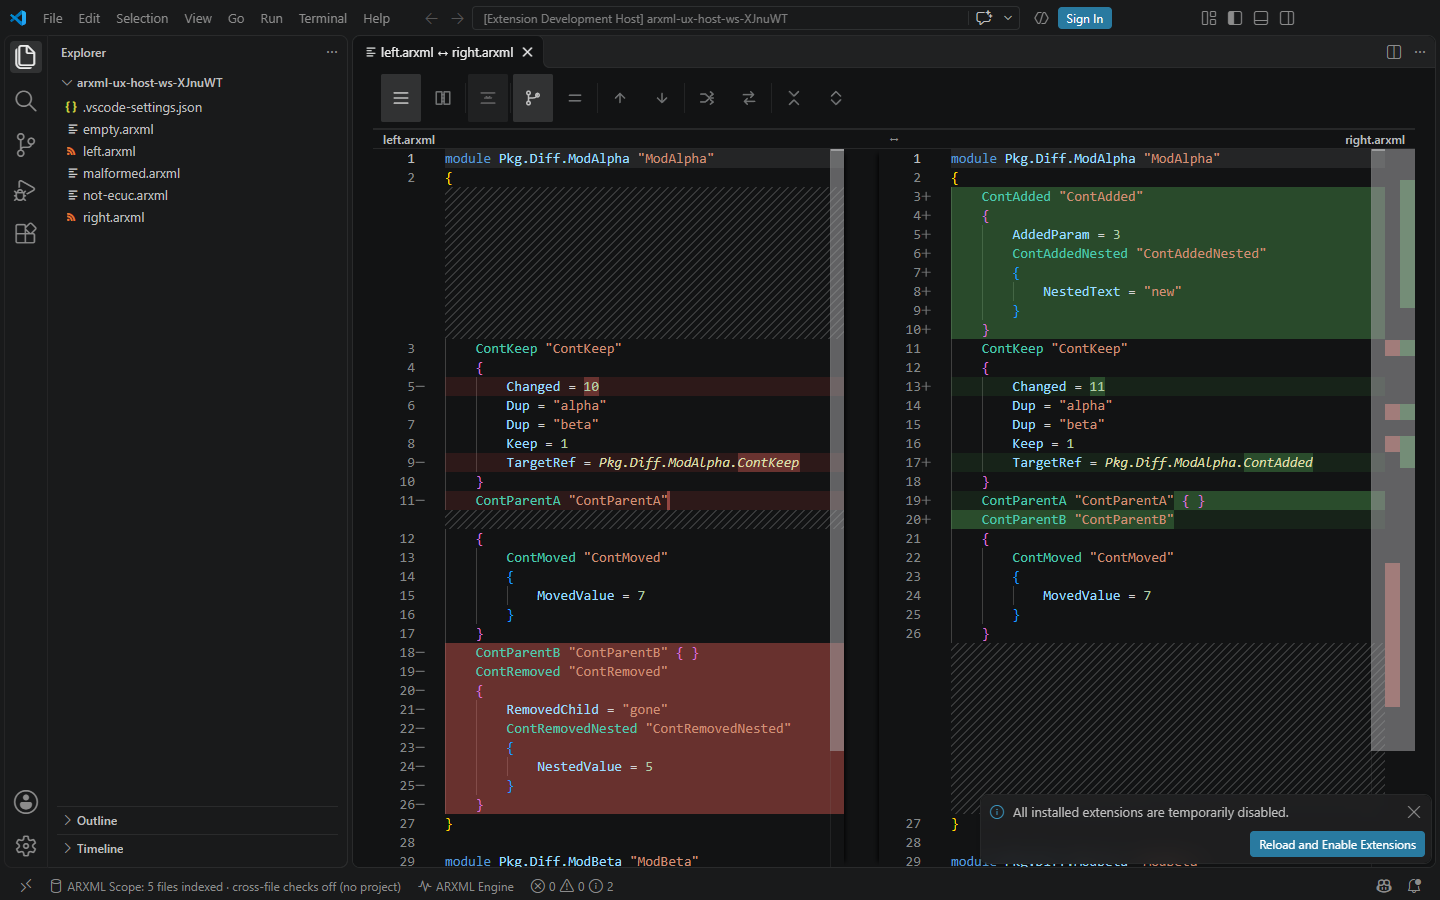 File Edit Selection View Go Run Terminal Help
[Extension Development Host] arxml-ux-host-ws-XJnuWT
Sign In
Explorer
arxml-ux-host-ws-XJnuWT
.vscode-settings.json
empty.arxml
left.arxml
malformed.arxml
not-ecuc.arxml
right.arxml
Outline
Timeline
left.arxml ↔ right.arxml
left.arxml
1 module Pkg.Diff.ModAlpha "ModAlpha"
2 {
3 ContKeep "ContKeep"
4 {
5− Changed = 10
6 Dup = "alpha"
7 Dup = "beta"
8 Keep = 1
9− TargetRef = Pkg.Diff.ModAlpha.ContKeep
10 }
11− ContParentA "ContParentA"
12 {
13 ContMoved "ContMoved"
14 {
15 MovedValue = 7
16 }
17 }
18− ContParentB "ContParentB" { }
19− ContRemoved "ContRemoved"
20− {
21− RemovedChild = "gone"
22− ContRemovedNested "ContRemovedNested"
23− {
24− NestedValue = 5
25− }
26− }
27 }
28
29 module Pkg.Diff.ModBeta "ModBeta"
↔
right.arxml
1 module Pkg.Diff.ModAlpha "ModAlpha"
2 {
3+ ContAdded "ContAdded"
4+ {
5+ AddedParam = 3
6+ ContAddedNested "ContAddedNested"
7+ {
8+ NestedText = "new"
9+ }
10+ }
11 ContKeep "ContKeep"
12 {
13+ Changed = 11
14 Dup = "alpha"
15 Dup = "beta"
16 Keep = 1
17+ TargetRef = Pkg.Diff.ModAlpha.ContAdded
18 }
19+ ContParentA "ContParentA" { }
20+ ContParentB "ContParentB"
21 {
22 ContMoved "ContMoved"
23 {
24 MovedValue = 7
25 }
26 }
27 }
28
29 module Pkg.Diff.ModBeta "ModBeta"
All installed extensions are temporarily disabled.
Reload and Enable Extensions
ARXML Scope: 5 files indexed · cross-file checks off (no project)
ARXML Engine
0 0 2